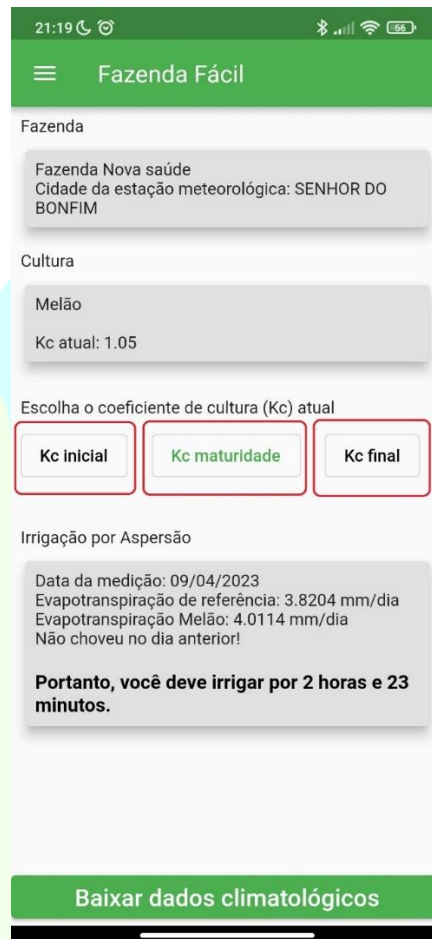 21:19
66
Fazenda Fácil
Fazenda
Fazenda Nova saúde
Cidade da estação meteorológica: SENHOR DO
BONFIM
Cultura
Melão
Kc atual: 1.05
Escolha o coeficiente de cultura (Kc) atual
Kc inicial
Kc maturidade
Kc final
Irrigação por Aspersão
Data da medição: 09/04/2023
Evapotranspiração de referência: 3.8204 mm/dia
Evapotranspiração Melão: 4.0114 mm/dia
Não choveu no dia anterior!
Portanto, você deve irrigar por 2 horas e 23
minutos.
Baixar dados climatológicos